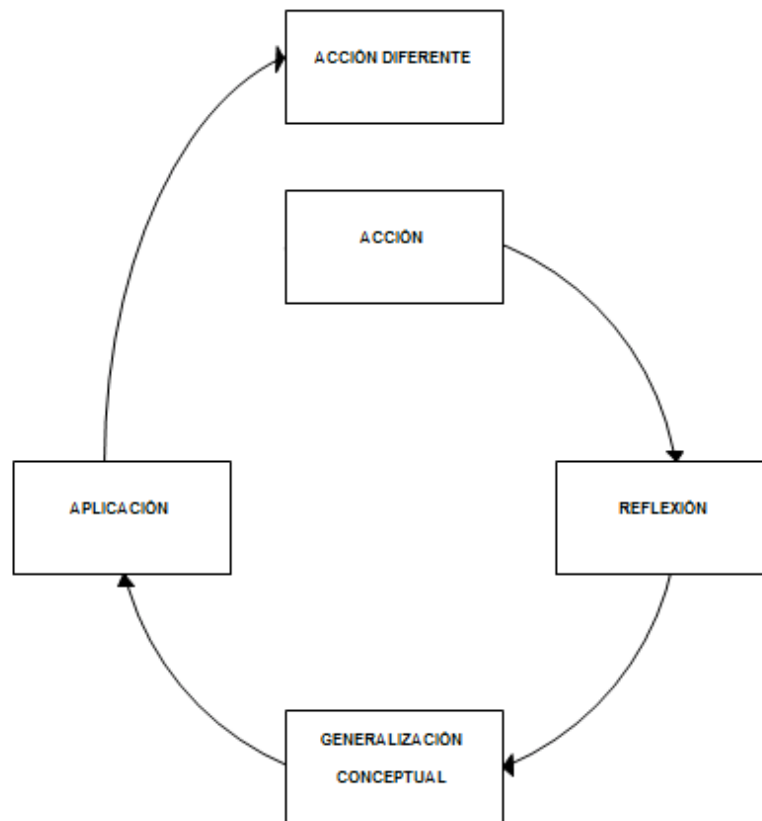 ACCIÓN DIFERENTE
ACCIÓN
APLICACIÓN
REFLEXIÓN
GENERALIZACIÓN
CONCEPTUAL